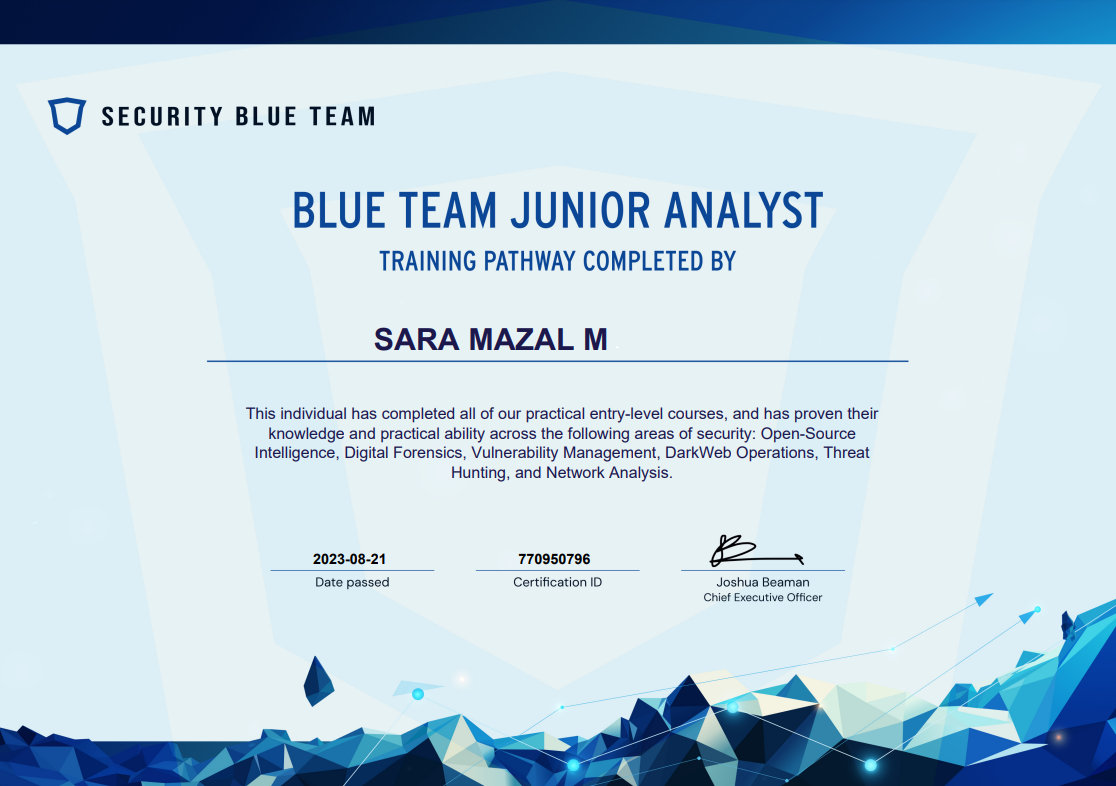 SECURITY BLUE TEAM
BLUE TEAM JUNIOR ANALYST
TRAINING PATHWAY COMPLETED BY
SARA MAZAL M
This individual has completed all of our practical entry-level courses, and has proven their
knowledge and practical ability across the following areas of security: Open-Source
Intelligence, Digital Forensics, Vulnerability Management, DarkWeb Operations, Threat
Hunting, and Network Analysis.
2023-08-21
Date passed
770950796
Certification ID
Joshua Beaman
Chief Executive Officer